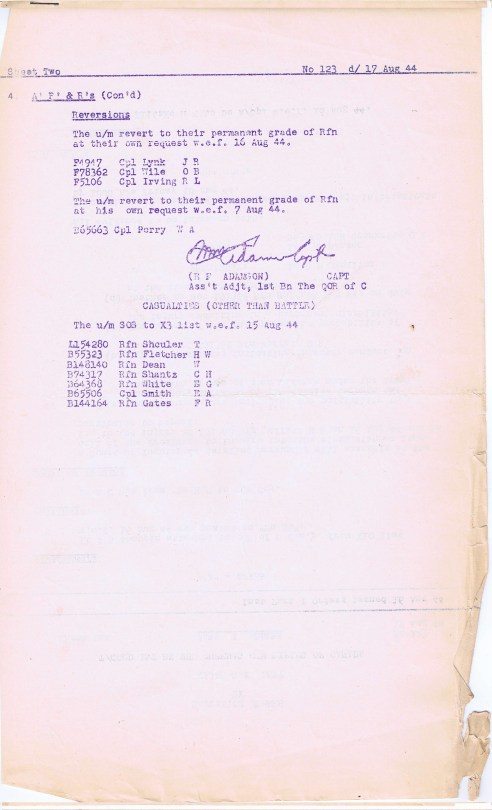 Sheet Two No 123 d/ 17 Aug 44
4. A' P' & R's (Con'd)
Reversions
The u/m revert to their permanent grade of Rfn
at their own request w.e.f. 16 Aug 44.
F4947 Cpl Lynk J R
F78362 Cpl Wile O B
F5106 Cpl Irving R L
The u/m revert to their permanent grade of Rfn
at his own request w.e.f. 7 Aug 44.
B65663 Cpl Perry W A
Adamson Capt
(E F ADAMSON) CAPT
Ass't Adjt, 1st Bn The QOR of C
CASUALTIES (OTHER THAN BATTLE)
The u/m SOS to X3 list w.e.f. 15 Aug 44
L154280 Rfn Shouler T
B55323 Rfn Fletcher H W
B148140 Rfn Dean W
B74317 Rfn Shantz C H
B64368 Rfn White E G
B65506 Cpl Smith E A
B144164 Rfn Gates F R